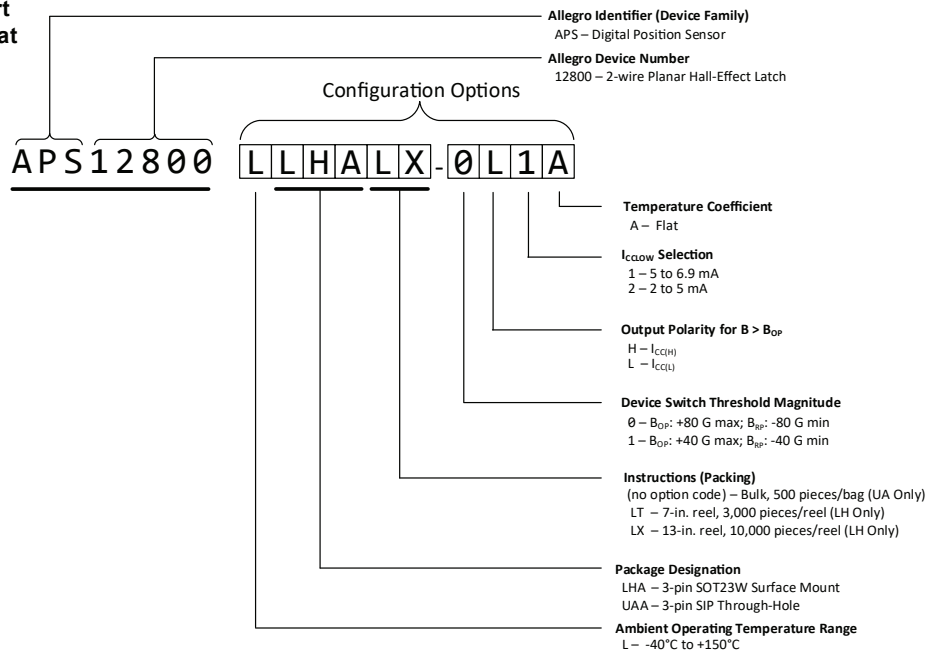 rt
at
Allegro Identifier (Device Family)
APS – Digital Position Sensor
Allegro Device Number
12800 – 2-wire Planar Hall-Effect Latch
Configuration Options
APS12800 LLHALX-0L1A
Temperature Coefficient
A – Flat
ICCLOW Selection
1 – 5 to 6.9 mA
2 – 2 to 5 mA
Output Polarity for B > BOP
H – ICC(H)
L – ICC(L)
Device Switch Threshold Magnitude
0 – BOP: +80 G max; BRP: -80 G min
1 – BOP: +40 G max; BRP: -40 G min
Instructions (Packing)
(no option code) – Bulk, 500 pieces/bag (UA Only)
LT – 7-in. reel, 3,000 pieces/reel (LH Only)
LX – 13-in. reel, 10,000 pieces/reel (LH Only)
Package Designation
LHA – 3-pin SOT23W Surface Mount
UAA – 3-pin SIP Through-Hole
Ambient Operating Temperature Range
L – -40°C to +150°C